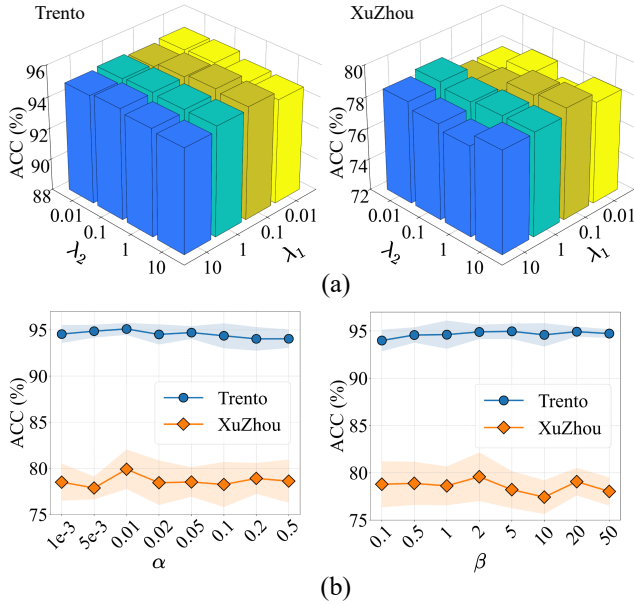 Trento
XuZhou
ACC (%)
96
94
92
90
88
0.01
0.1
1
10
λ2
10
1
0.1
0.01
λ1
ACC (%)
80
78
76
74
72
0.01
0.1
1
10
λ2
10
1
0.1
0.01
λ1
(a)
ACC (%)
95
90
85
80
75
Trento
XuZhou
1e-3
5e-3
0.01
0.02
0.05
0.1
0.2
0.5
α
ACC (%)
95
90
85
80
75
Trento
XuZhou
0.1
0.5
1
2
5
10
20
50
β
(b)